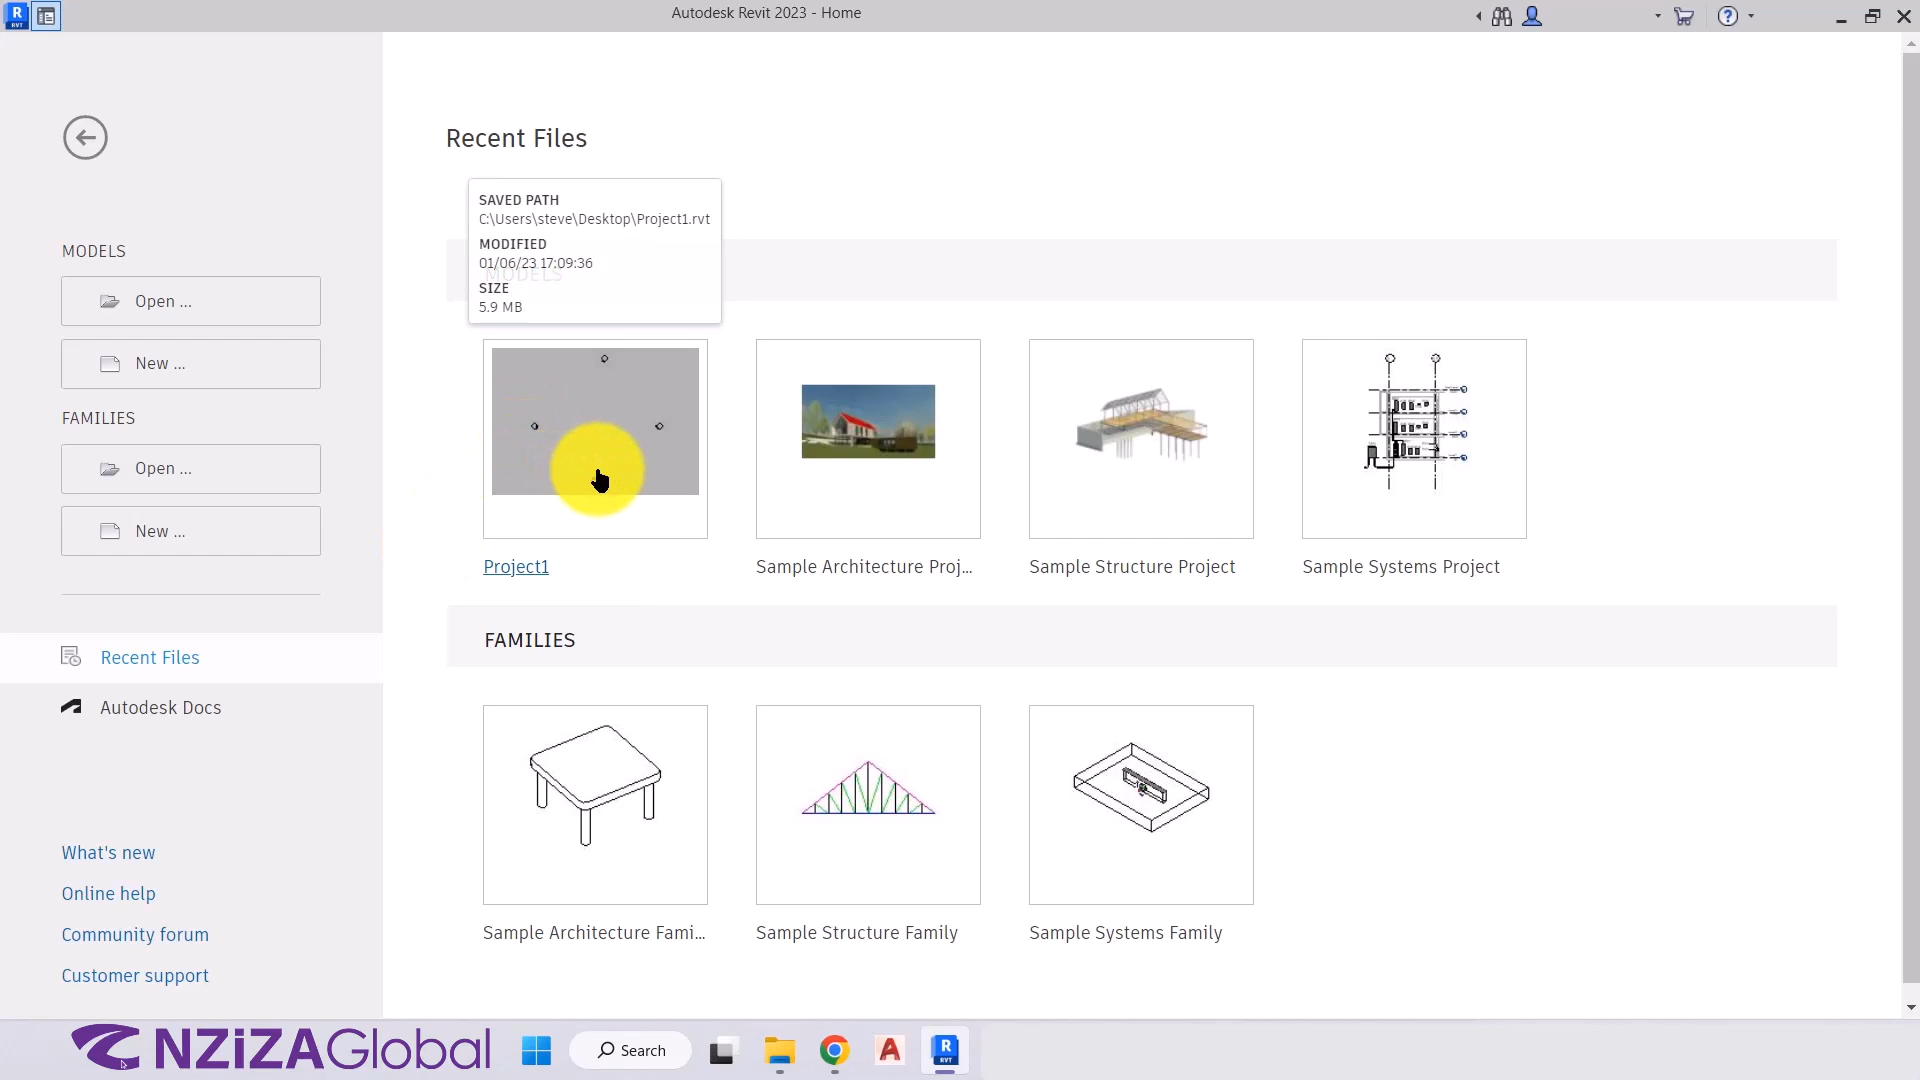 Autodesk Revit 2023 - Home
Recent Files
MODELS
Open ...
New ...
FAMILIES
Open ...
New ...
Recent Files
Autodesk Docs
What's new
Online help
Community forum
Customer support
SAVED PATH
C:\Users\steve\Desktop\Project1.rvt
MODIFIED
01/06/23 17:09:36
MODELS
SIZE
5.9 MB
Project1
Sample Architecture Proj...
Sample Structure Project
Sample Systems Project
FAMILIES
Sample Architecture Fami...
Sample Structure Family
Sample Systems Family
NZiZAGlobal
Search
R
RVT
R
RVT